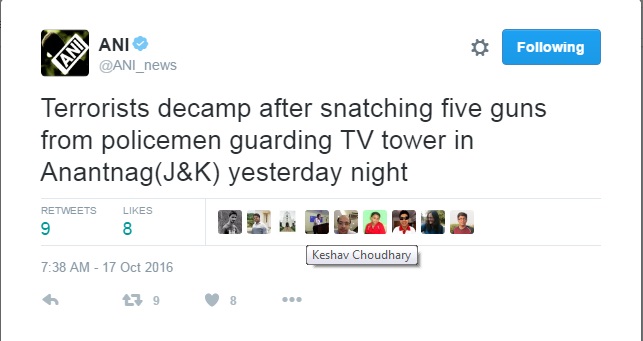 ANI
ANI
@ANI_news
Following
Terrorists decamp after snatching five guns
from policemen guarding TV tower in
Anantnag(J&K) yesterday night
RETWEETS LIKES
9 8
Keshav Choudhary
7:38 AM - 17 Oct 2016
9 8